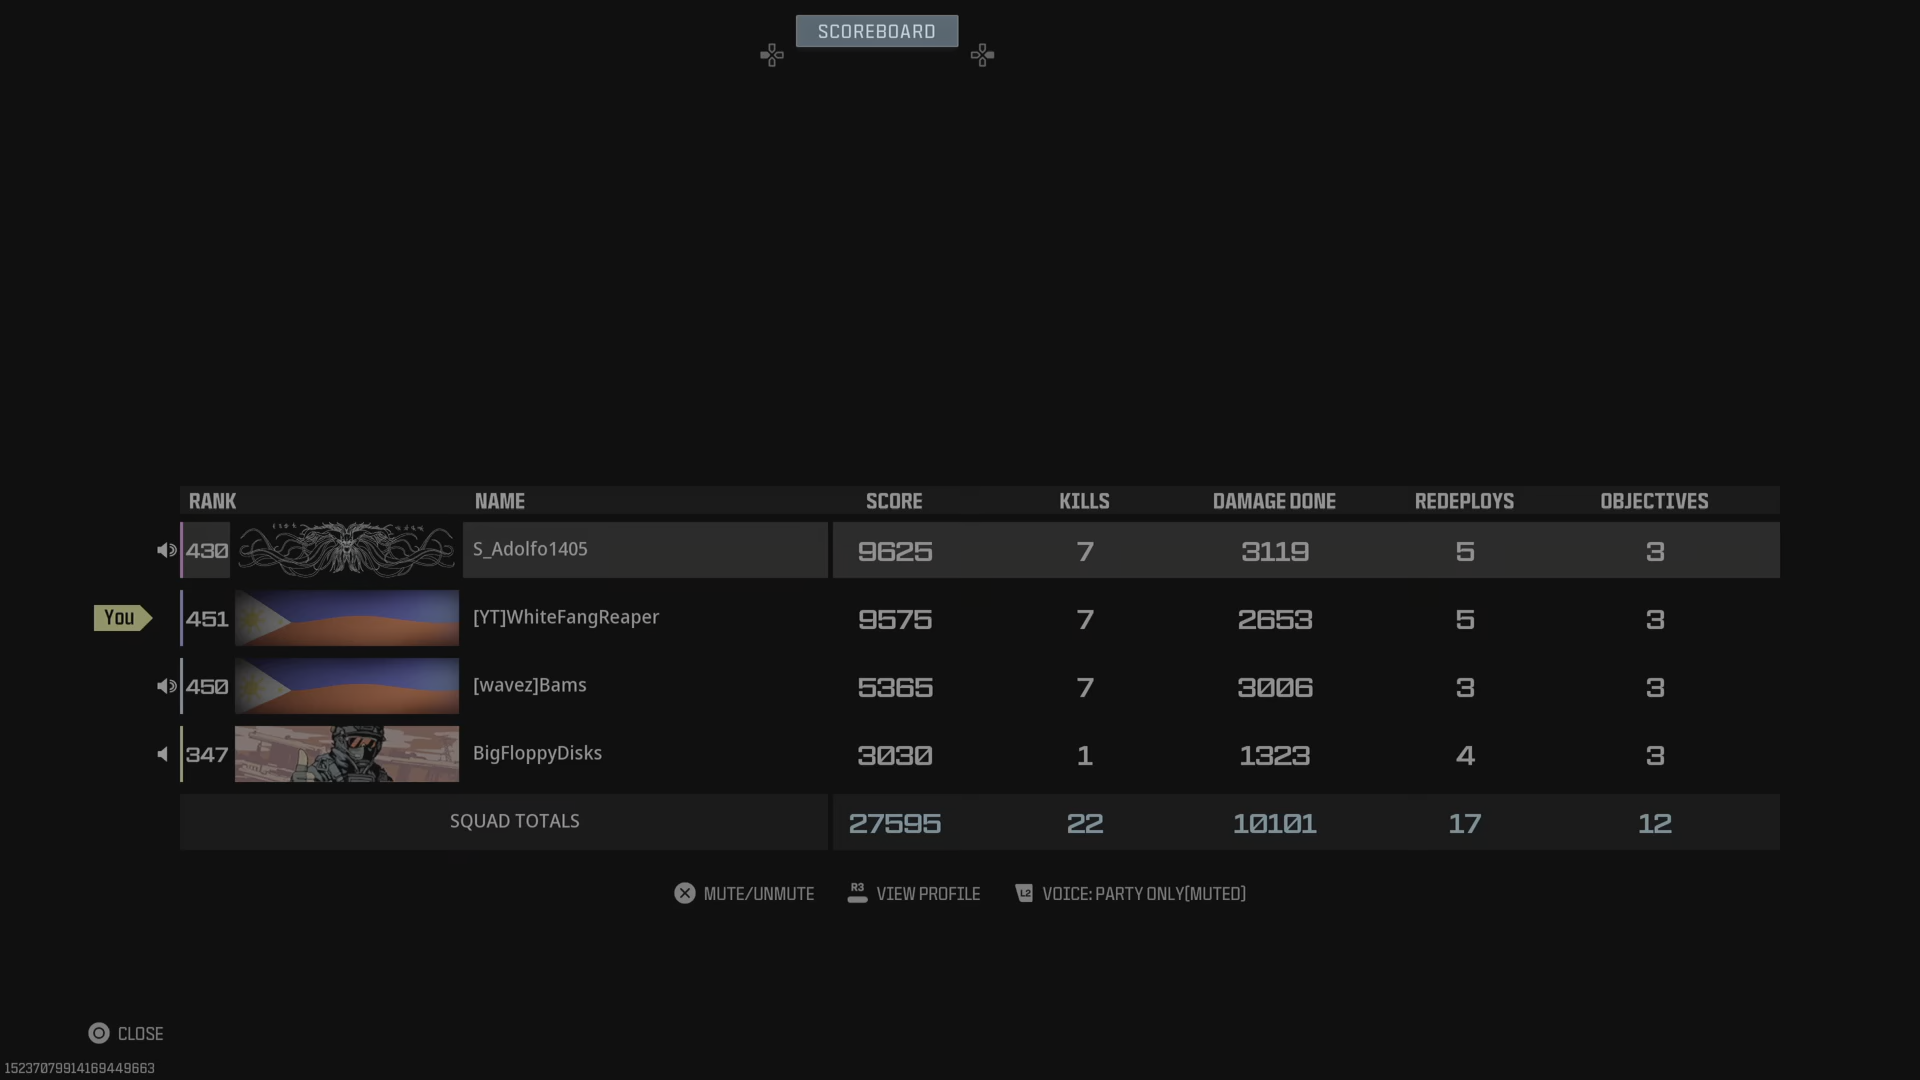 SCOREBOARD
RANK NAME SCORE KILLS DAMAGE DONE REDEPLOYS OBJECTIVES
430 S_Adolfo1405 9625 7 3119 5 3
You 451 [YT]WhiteFangReaper 9575 7 2653 5 3
450 [wavez]Bams 5365 7 3006 3 3
347 BigFloppyDisks 3030 1 1323 4 3
SQUAD TOTALS 27595 22 10101 17 12
MUTE/UNMUTE R3 VIEW PROFILE L2 VOICE: PARTY ONLY(MUTED)
CLOSE
15237079914169449663